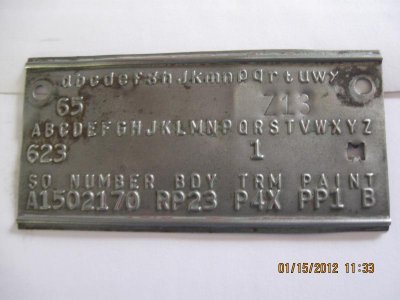 abcdefghJkmnpqrtuwy
65 Z13
ABCDEFGHJKLMNPQRSTVWXYZ
623 1
SO NUMBER BDY TRM PAINT
A1502170 RP23 P4X PP1 B
01/15/2012 11:33